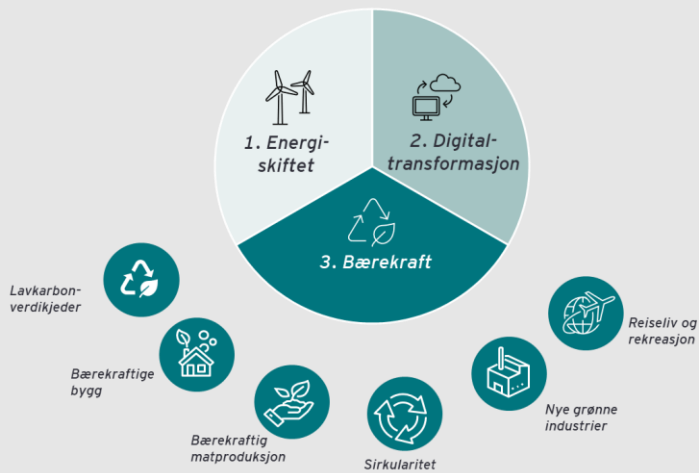 1. Energi-
skiftet
2. Digital-
transformasjon
3. Bærekraft
Lavkarbon-
verdikjeder
Bærekraftige
bygg
Bærekraftig
matproduksjon
Sirkularitet
Nye grønne
industrier
Reiseliv og
rekreasjon